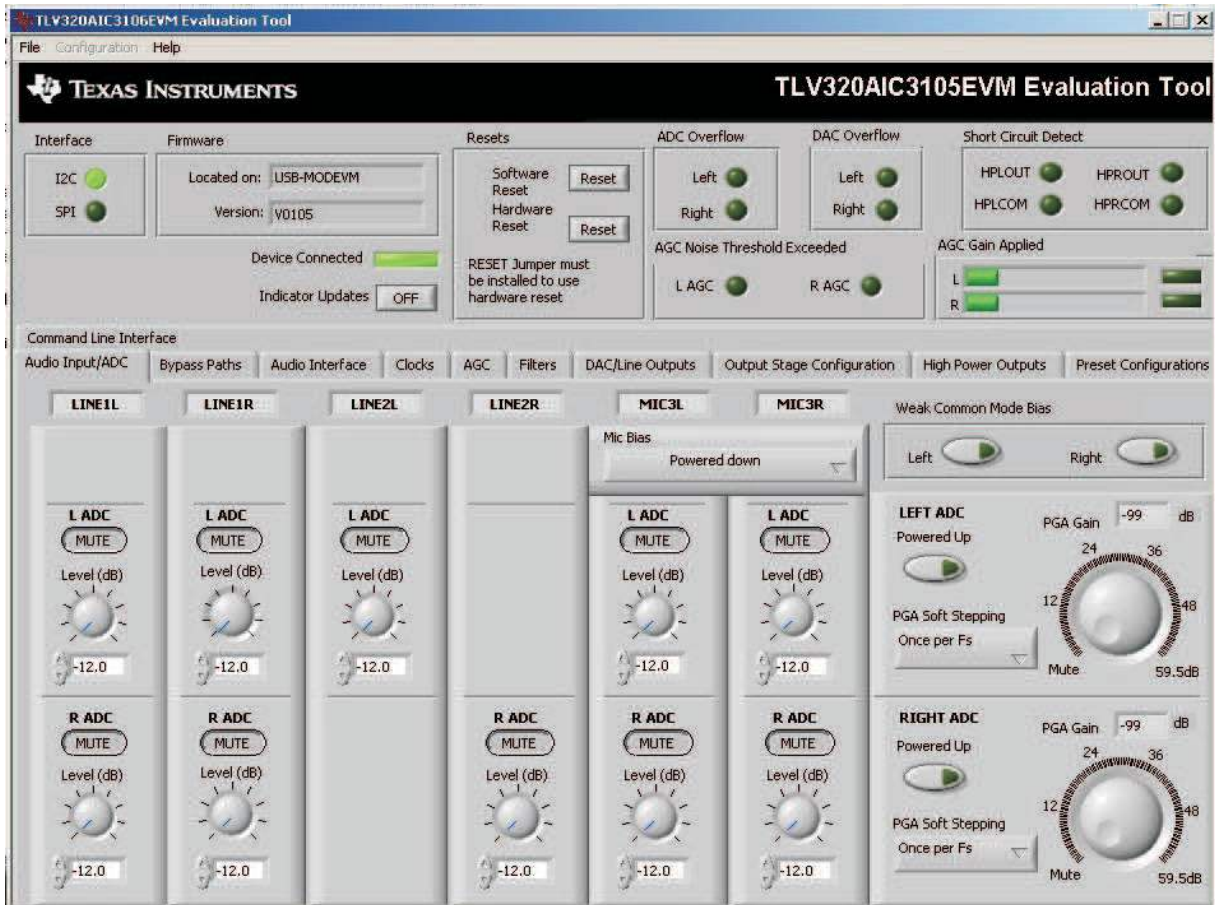 TLV320AIC3106EVM Evaluation Tool
File Configuration Help
TEXAS INSTRUMENTS
TLV320AIC3105EVM Evaluation Tool
Interface
I2C
SPI
Firmware
Located on: USB-MODEVM
Version: V0105
Device Connected
Indicator Updates OFF
Resets
Software Reset Reset
Hardware Reset Reset
RESET Jumper must
be installed to use
hardware reset
ADC Overflow
Left
Right
DAC Overflow
Left
Right
Short Circuit Detect
HPLOUT HPROUT
HPLCOM HPRCOM
AGC Noise Threshold Exceeded
L AGC R AGC
AGC Gain Applied
L
R
Command Line Interface
Audio Input/ADC Bypass Paths Audio Interface Clocks AGC Filters DAC/Line Outputs Output Stage Configuration High Power Outputs Preset Configurations
LINE1L LINE1R LINE2L LINE2R MIC3L MIC3R
Mic Bias
Powered down
Weak Common Mode Bias
Left Right
L ADC L ADC L ADC L ADC L ADC
MUTE MUTE MUTE MUTE MUTE
Level (dB) Level (dB) Level (dB) Level (dB) Level (dB)
-12.0 -12.0 -12.0 -12.0 -12.0
LEFT ADC
Powered Up
PGA Gain -99 dB
PGA Soft Stepping
Once per Fs
24 36
12 48
Mute 59.5dB
R ADC R ADC R ADC R ADC R ADC
MUTE MUTE MUTE MUTE MUTE
Level (dB) Level (dB) Level (dB) Level (dB) Level (dB)
-12.0 -12.0 -12.0 -12.0 -12.0
RIGHT ADC
Powered Up
PGA Gain -99 dB
PGA Soft Stepping
Once per Fs
24 36
12 48
Mute 59.5dB